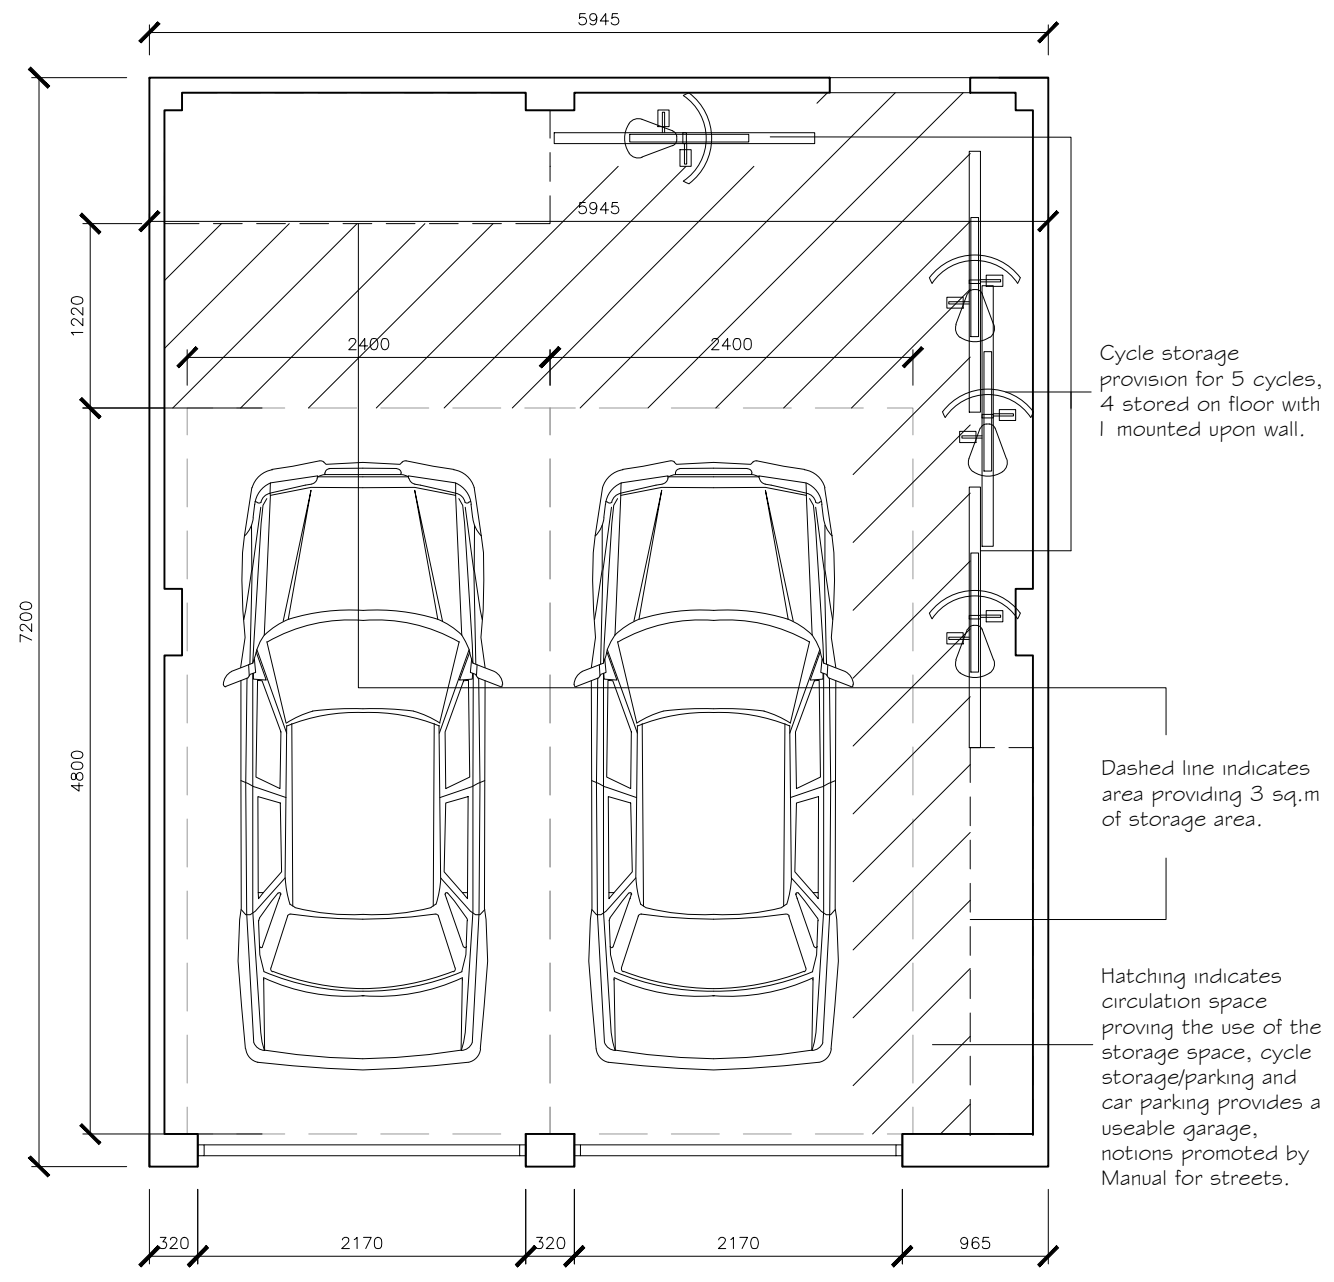 5945
5945
1220
2400
2400
Cycle storage
provision for 5 cycles,
4 stored on floor with
1 mounted upon wall.
7200
4800
Dashed line indicates
area providing 3 sq.m
of storage area.
Hatching indicates
circulation space
proving the use of the
storage space, cycle
storage/parking and
car parking provides a
useable garage,
notions promoted by
Manual for streets.
320
2170
320
2170
965